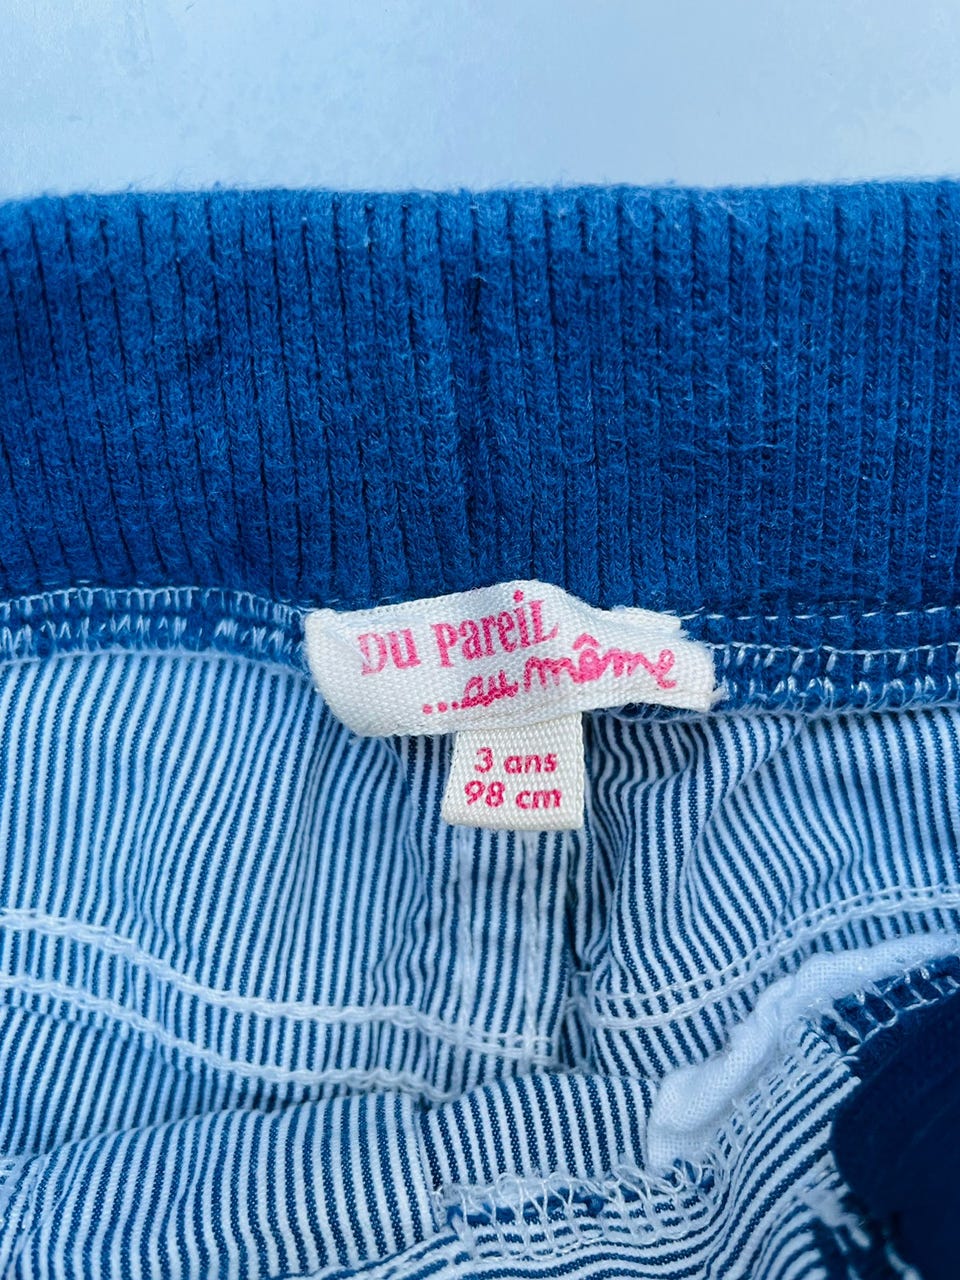 Du Pareil
...au même
3 ans
98 cm